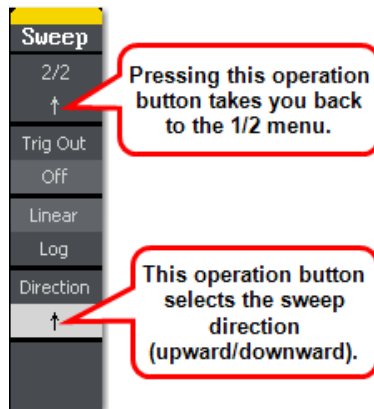 Sweep
2/2
↑
Pressing this operation
button takes you back
to the 1/2 menu.
Trig Out
Off
Linear
Log
Direction
↑
This operation button
selects the sweep
direction
(upward/downward).